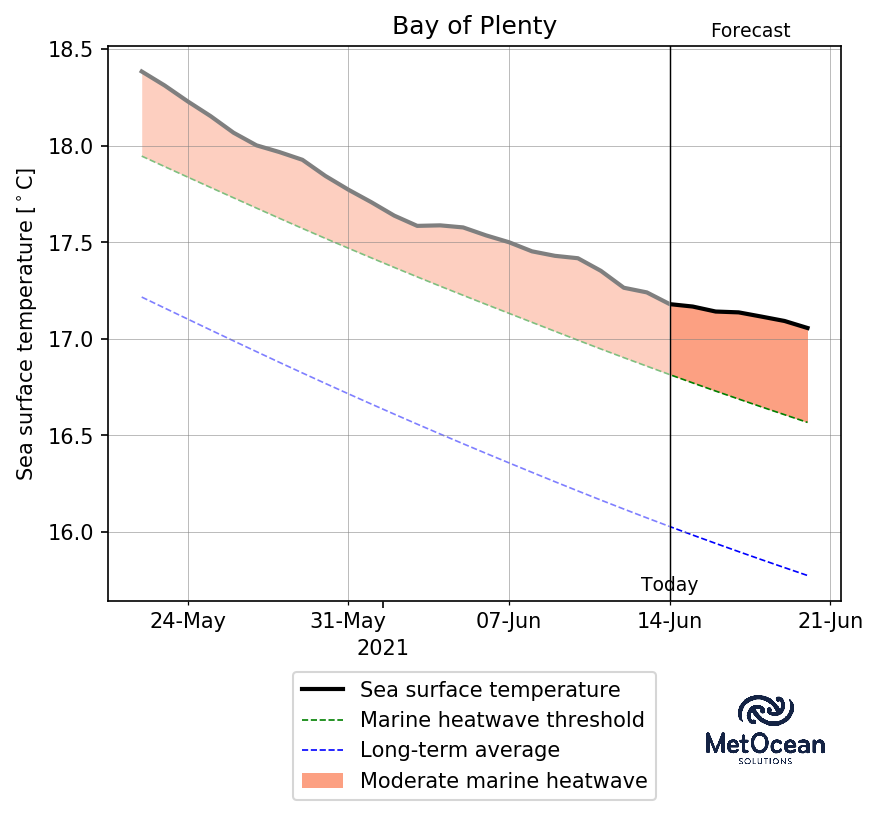 Bay of Plenty
Forecast
Sea surface temperature [°C]
18.5
18.0
17.5
17.0
16.5
16.0
Today
24-May
31-May
07-Jun
14-Jun
21-Jun
2021
Sea surface temperature
Marine heatwave threshold
Long-term average
Moderate marine heatwave
MetOcean
SOLUTIONS